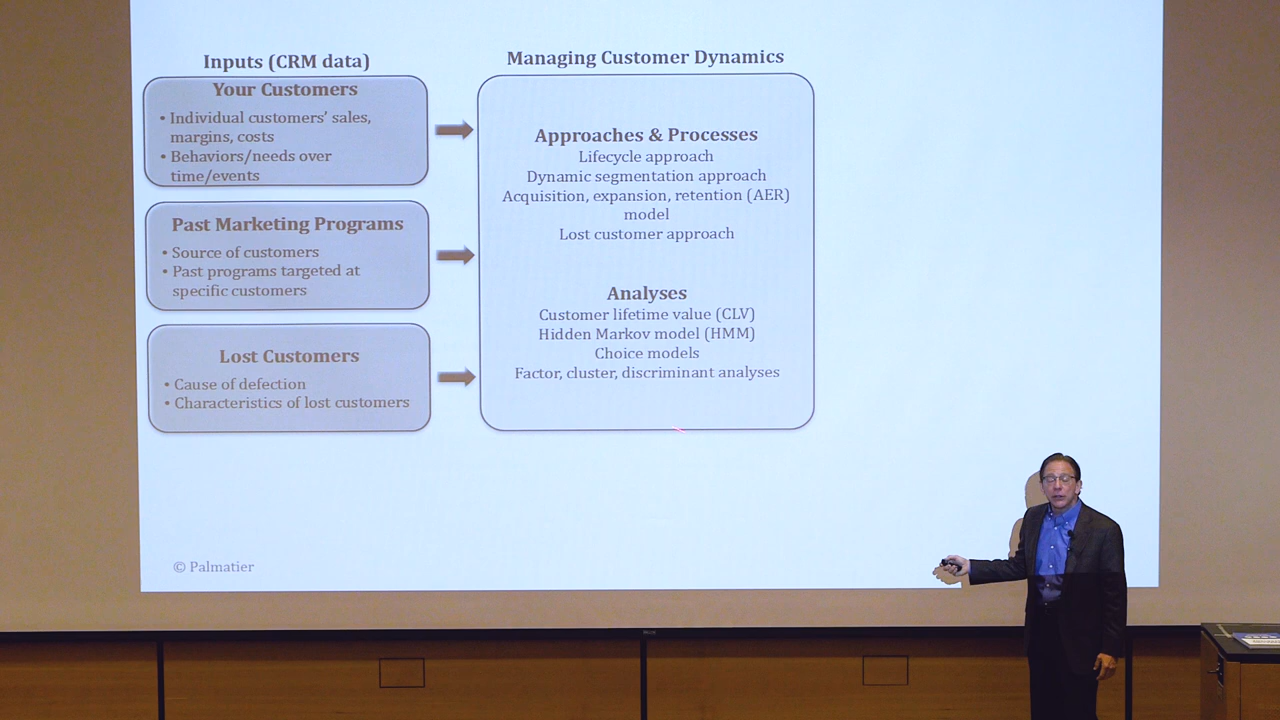 Inputs (CRM data)
Your Customers
• Individual customers’ sales,
margins, costs
• Behaviors/needs over
time/events
Past Marketing Programs
• Source of customers
• Past programs targeted at
specific customers
Lost Customers
• Cause of defection
• Characteristics of lost customers
Managing Customer Dynamics
Approaches & Processes
Lifecycle approach
Dynamic segmentation approach
Acquisition, expansion, retention (AER)
model
Lost customer approach
Analyses
Customer lifetime value (CLV)
Hidden Markov model (HMM)
Choice models
Factor, cluster, discriminant analyses
© Palmatier